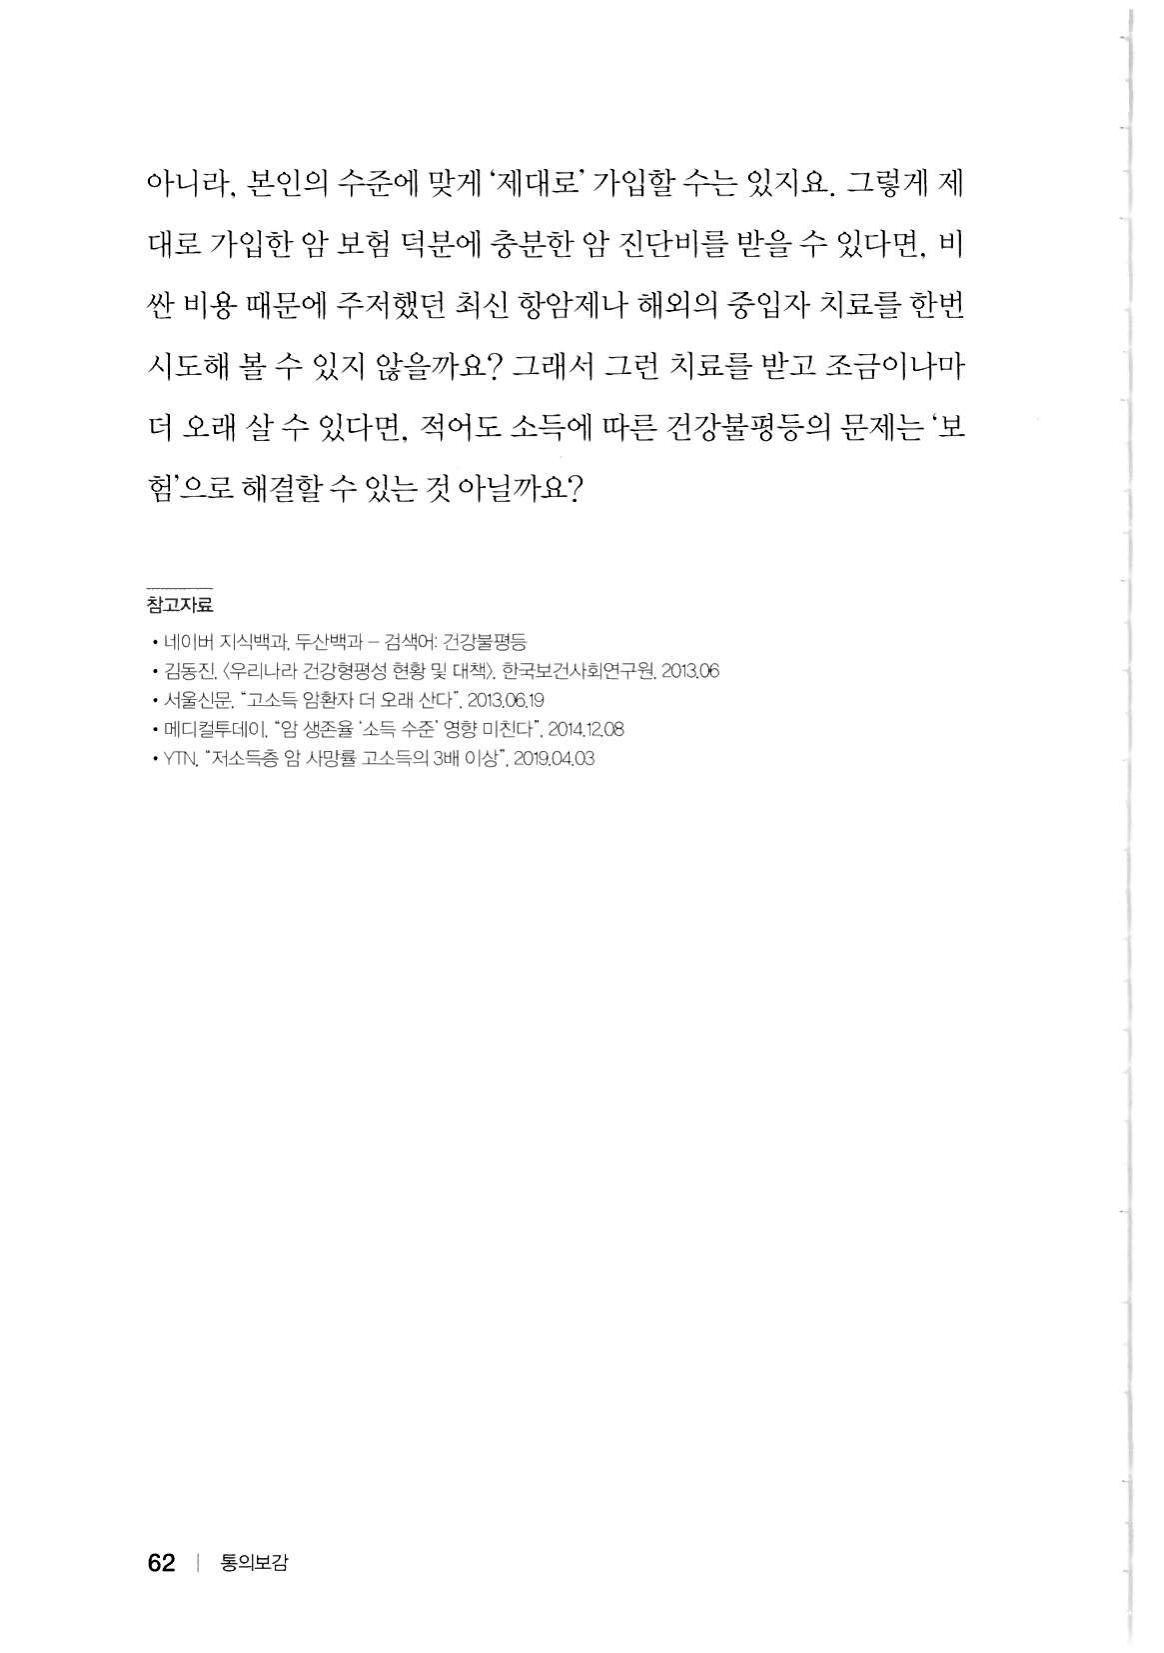 아니라, 본인의 수준에 맞게 ‘제대로’ 가입할 수는 있지요. 그렇게 제
대로 가입한 암 보험 덕분에 충분한 암 진단비를 받을 수 있다면, 비
싼 비용 때문에 주저했던 최신 항암제나 해외의 중입자 치료를 한번
시도해 볼 수 있지 않을까요? 그래서 그런 치료를 받고 조금이나마
더 오래 살 수 있다면, 적어도 소득에 따른 건강불평등의 문제는 ‘보
험’으로 해결할 수 있는 것 아닐까요?
참고자료
• 네이버 지식백과, 두산백과 – 검색어: 건강불평등
• 김동진, 〈우리나라 건강형평성 현황 및 대책〉, 한국보건사회연구원, 2013.06
• 서울신문, “고소득 암환자 더 오래 산다”, 2013.06.19
• 메디컬투데이, “암 생존율 ‘소득 수준’ 영향 미친다”, 2014.12.08
• YTN, “저소득층 암 사망률 고소득의 3배 이상”, 2019.04.03
62 | 통의보감